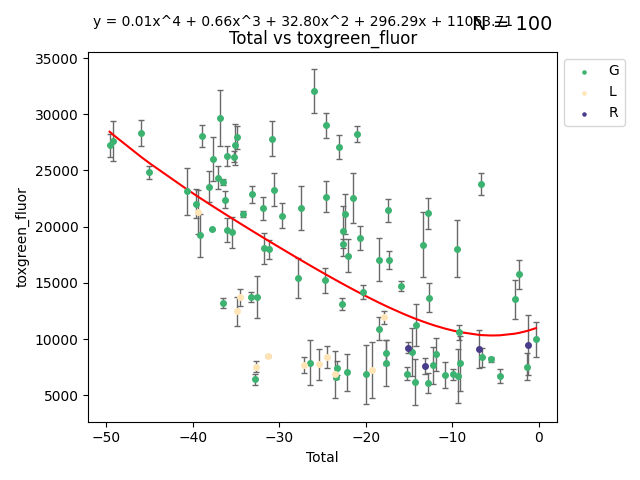 y = 0.01x^4 + 0.66x^3 + 32.80x^2 + 296.29x + 11063.71
N = 100
Total vs toxgreen_fluor
35000
30000
25000
20000
15000
10000
5000
toxgreen_fluor
−50
−40
−30
−20
−10
0
Total
G
L
R